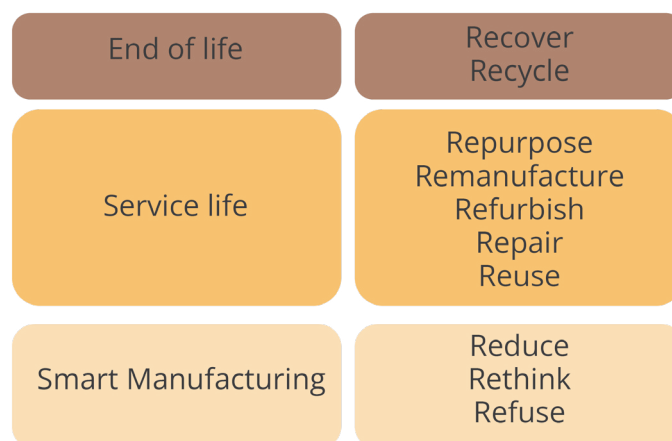 End of life
Recover
Recycle
Service life
Repurpose
Remanufacture
Refurbish
Repair
Reuse
Smart Manufacturing
Reduce
Rethink
Refuse